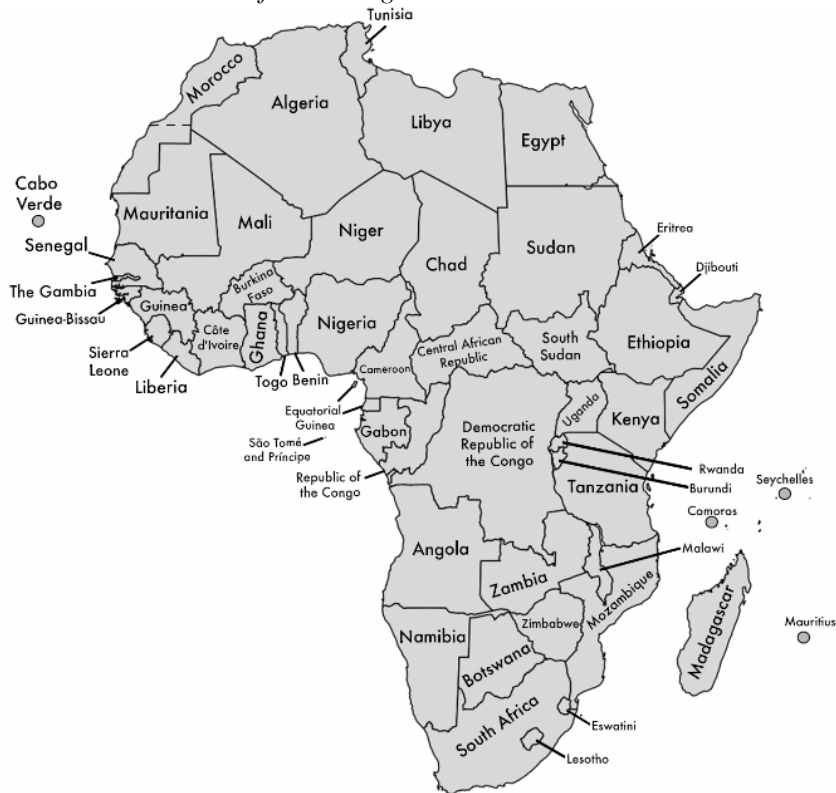 Tunisia
Morocco
Algeria
Libya
Egypt
Cabo
Verde
Mauritania
Mali
Niger
Chad
Sudan
Eritrea
Senegal
Djibouti
The Gambia
Guinea-Bissau
Guinea
Burkina
Faso
Nigeria
Ethiopia
Sierra
Leone
Côte
d'Ivoire
Ghana
Central African
Republic
South
Sudan
Liberia
Togo
Benin
Cameroon
Somalia
Equatorial
Guinea
Uganda
Kenya
São Tomé
and Príncipe
Gabon
Democratic
Republic of
the Congo
Rwanda
Republic of
the Congo
Burundi
Seychelles
Tanzania
Comoros
Angola
Malawi
Zambia
Mozambique
Madagascar
Mauritius
Namibia
Zimbabwe
Botswana
South Africa
Eswatini
Lesotho